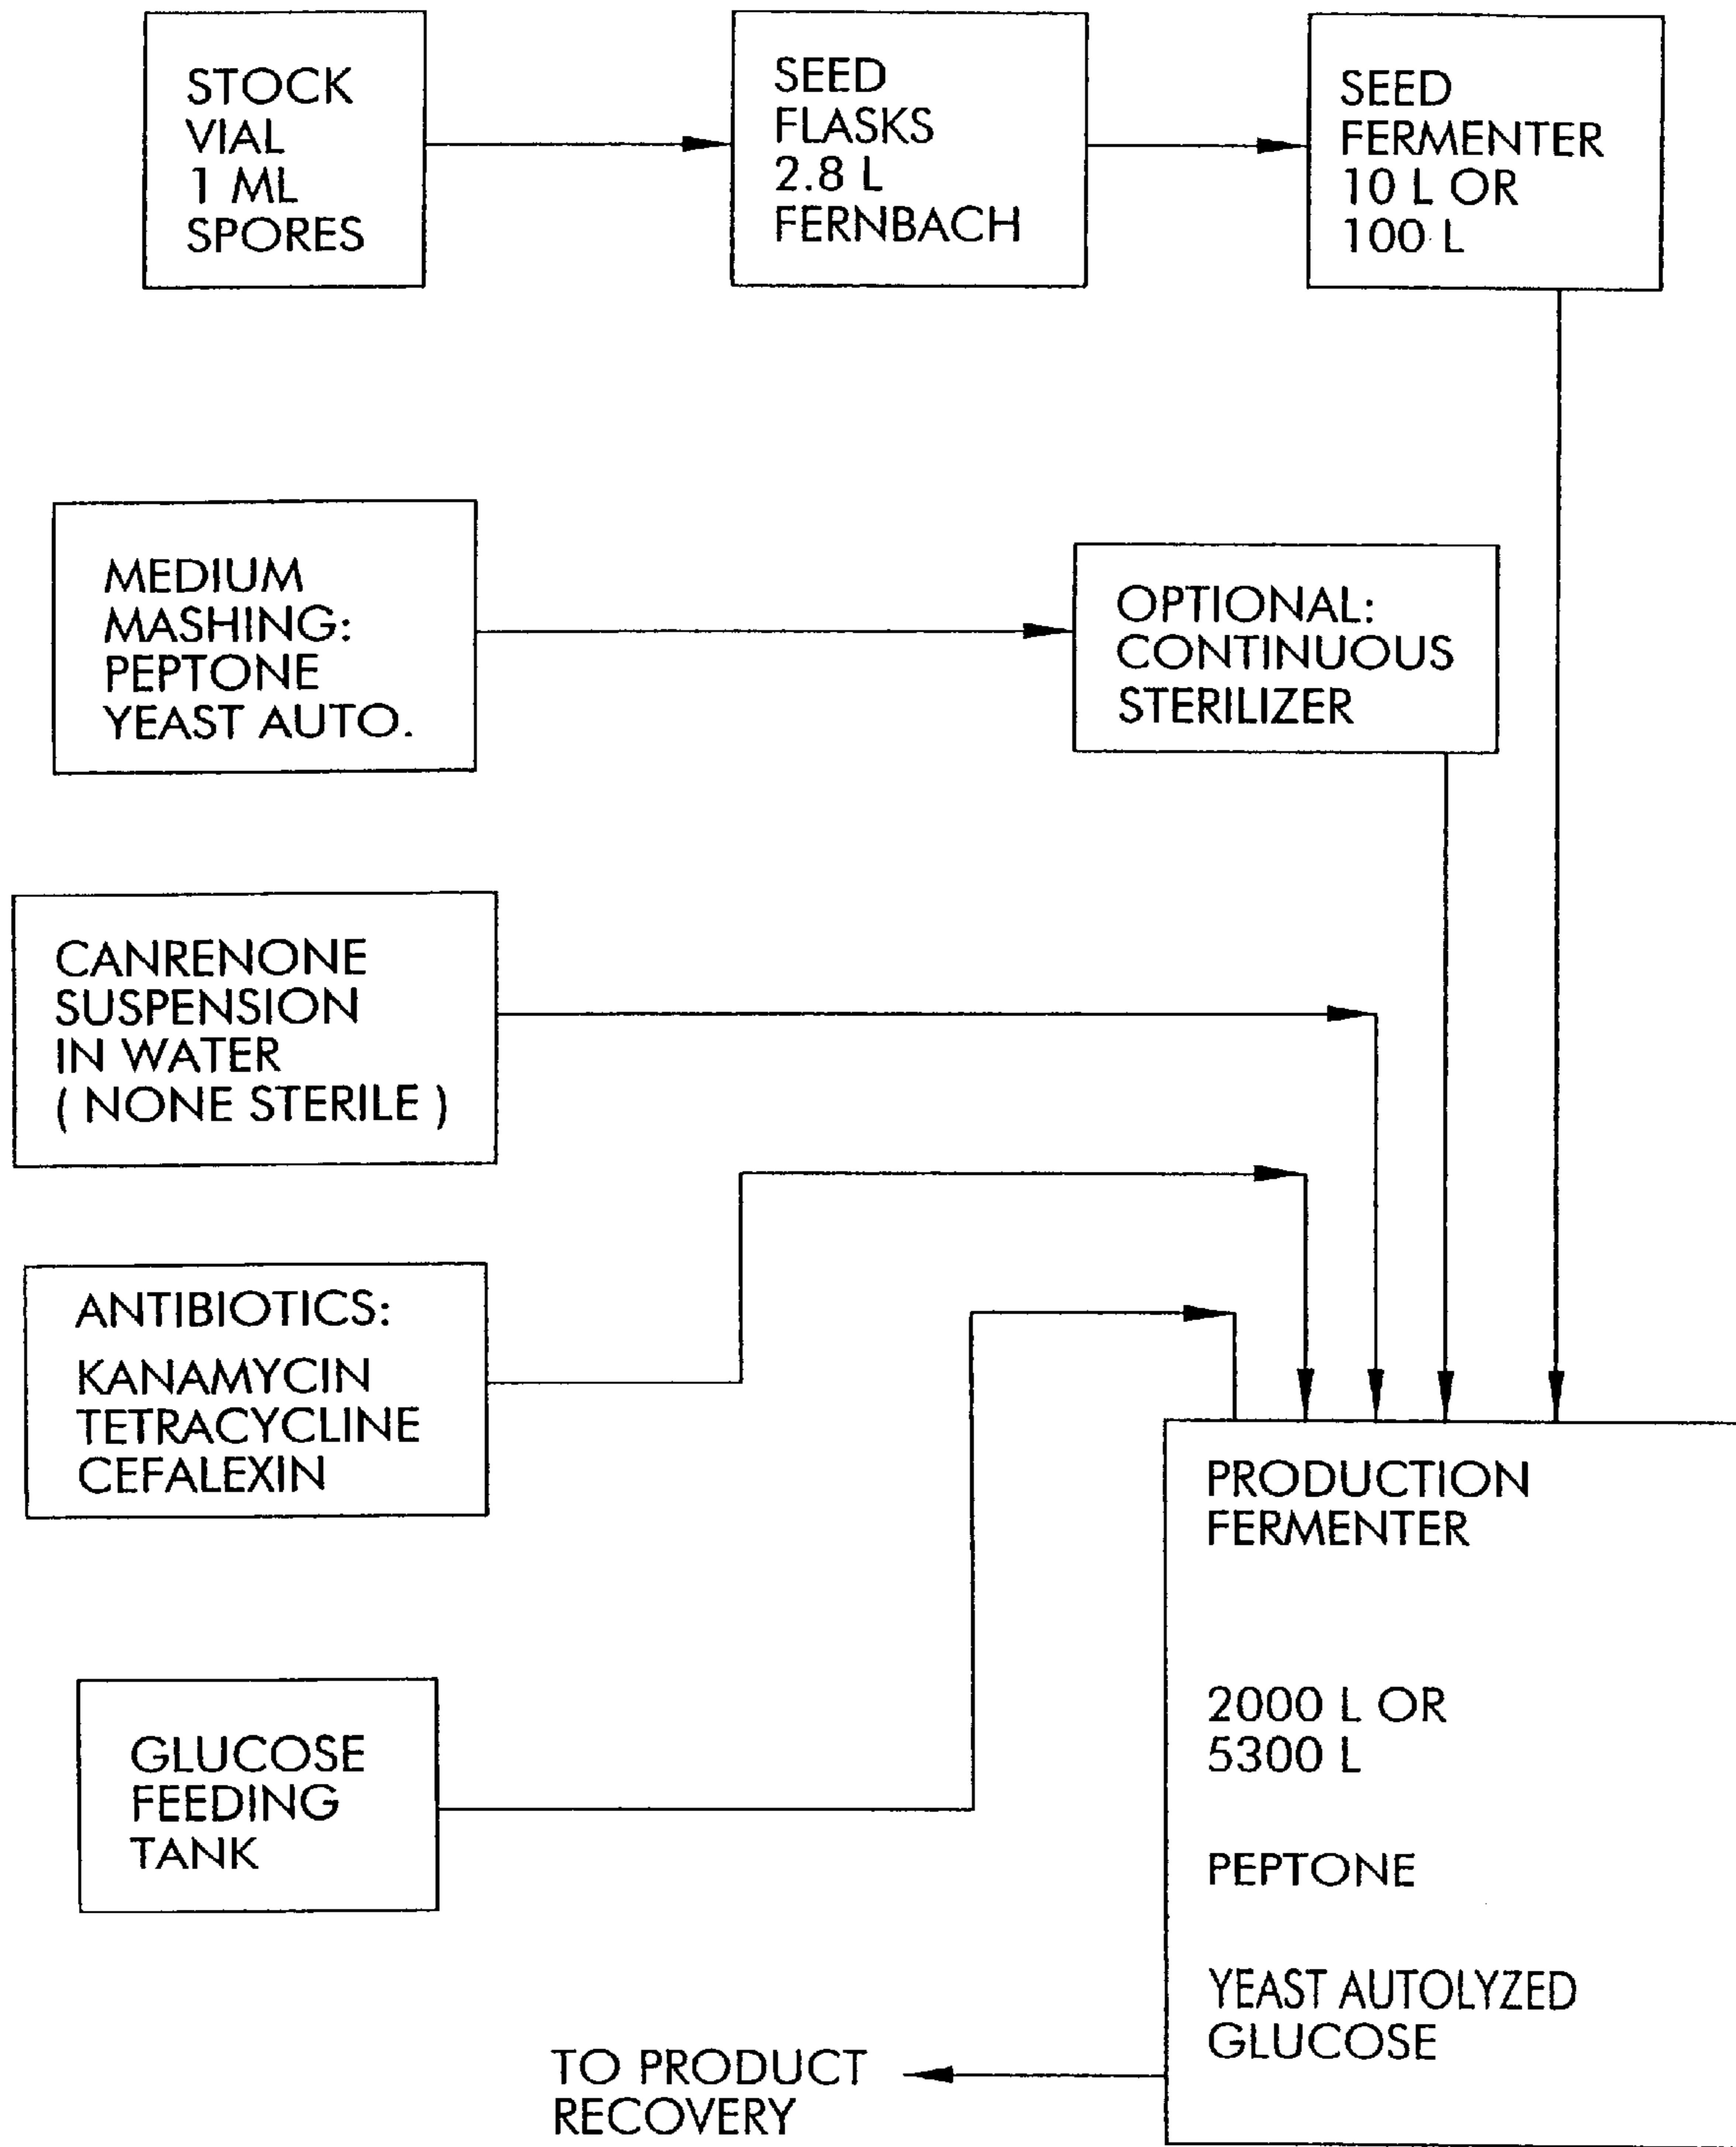 STOCK
VIAL
1 ML
SPORES
SEED
FLASKS
2.8 L
FERNBACH
SEED
FERMENTER
10 L OR
100 L
MEDIUM
MASHING:
PEPTONE
YEAST AUTO.
OPTIONAL:
CONTINUOUS
STERILIZER
CANRENONE
SUSPENSION
IN WATER
( NONE STERILE )
ANTIBIOTICS:
KANAMYCIN
TETRACYCLINE
CEFALEXIN
GLUCOSE
FEEDING
TANK
PRODUCTION
FERMENTER
2000 L OR
5300 L
PEPTONE
YEAST AUTOLYZED
GLUCOSE
TO PRODUCT
RECOVERY